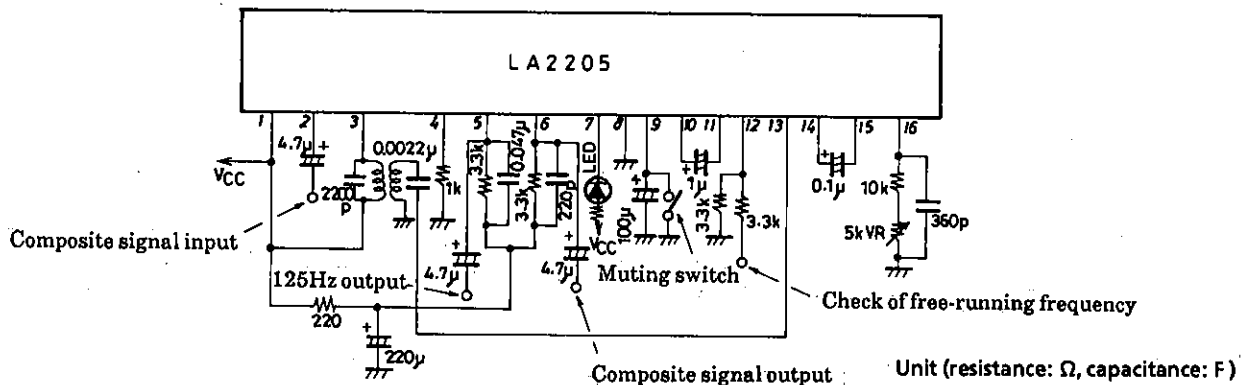 LA2205
1 2 3 4 5 6 7 8 9 10 11 12 13 14 15 16
4.7μ + 0.0022μ 3.3k 0.047μ LED
VCC 2200 p 1k 3.3k 220p + 100μ + 1μ 3.3k 3.3k + 0.1μ 10k
5kVR 360p
Composite signal input
VCC
+ 4.7μ + 4.7μ Muting switch
125Hz output
Check of free-running frequency
220
+ 220μ
Composite signal output
Unit (resistance: Ω, capacitance: F)